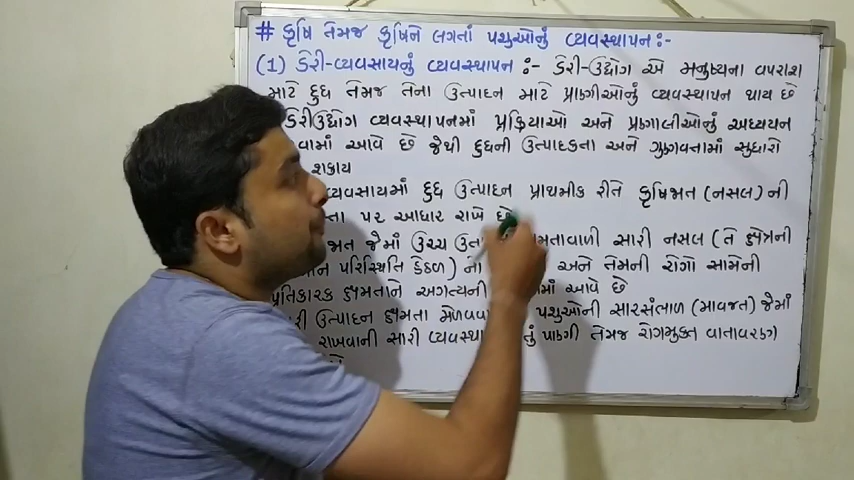 # કૃષિ તેમજ કૃષિને લગતાં પશુઓનું વ્યવસ્થાપન :-
(1) ડેરી-વ્યવસાયનું વ્યવસ્થાપન :- ડેરી-ઉદ્યોગ એ મનુષ્યના વપરાશ
માટે દુધ તેમજ તેના ઉત્પાદન માટે પ્રાણીઓનું વ્યવસ્થાપન થાય છે
ડેરીઉદ્યોગ વ્યવસ્થાપનમાં પ્રક્રિયાઓ અને પ્રણાલીઓનું અધ્યયન
આવે છે જેથી દુધની ઉત્પાદકતા અને ગુણવત્તામાં સુધારો
શકાય
વ્યવસાયમાં દુધ ઉત્પાદન પ્રાથમીક રીતે કૃષિજાત (નસલ) ની
પર આધાર રાખે છે
જેમાં ઉચ્ચ સારી નસલ (તે ક્ષેત્રની
પરિસ્થિતિ હેઠળ) અને તેમની રોગો સામેની
પ્રતિકારક ક્ષમતાને અગત્યની આવે છે
ઉત્પાદન ક્ષમતા પશુઓની સારસંભાળ (માવજત) જેમાં
રાખવાની સારી પાણી તેમજ રોગમુક્ત વાતાવરણ